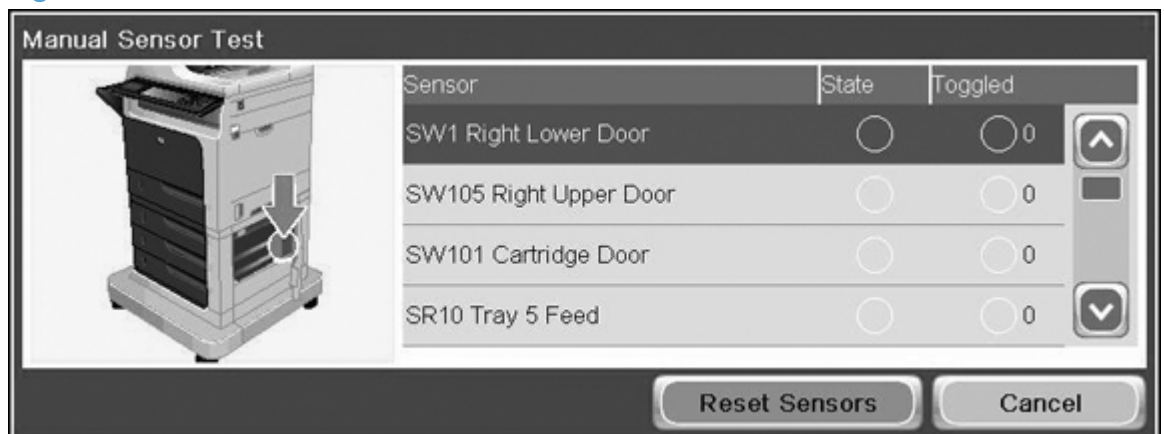 Manual Sensor Test
Sensor State Toggled
SW1 Right Lower Door 0
SW105 Right Upper Door 0
SW101 Cartridge Door 0
SR10 Tray 5 Feed 0
Reset Sensors Cancel